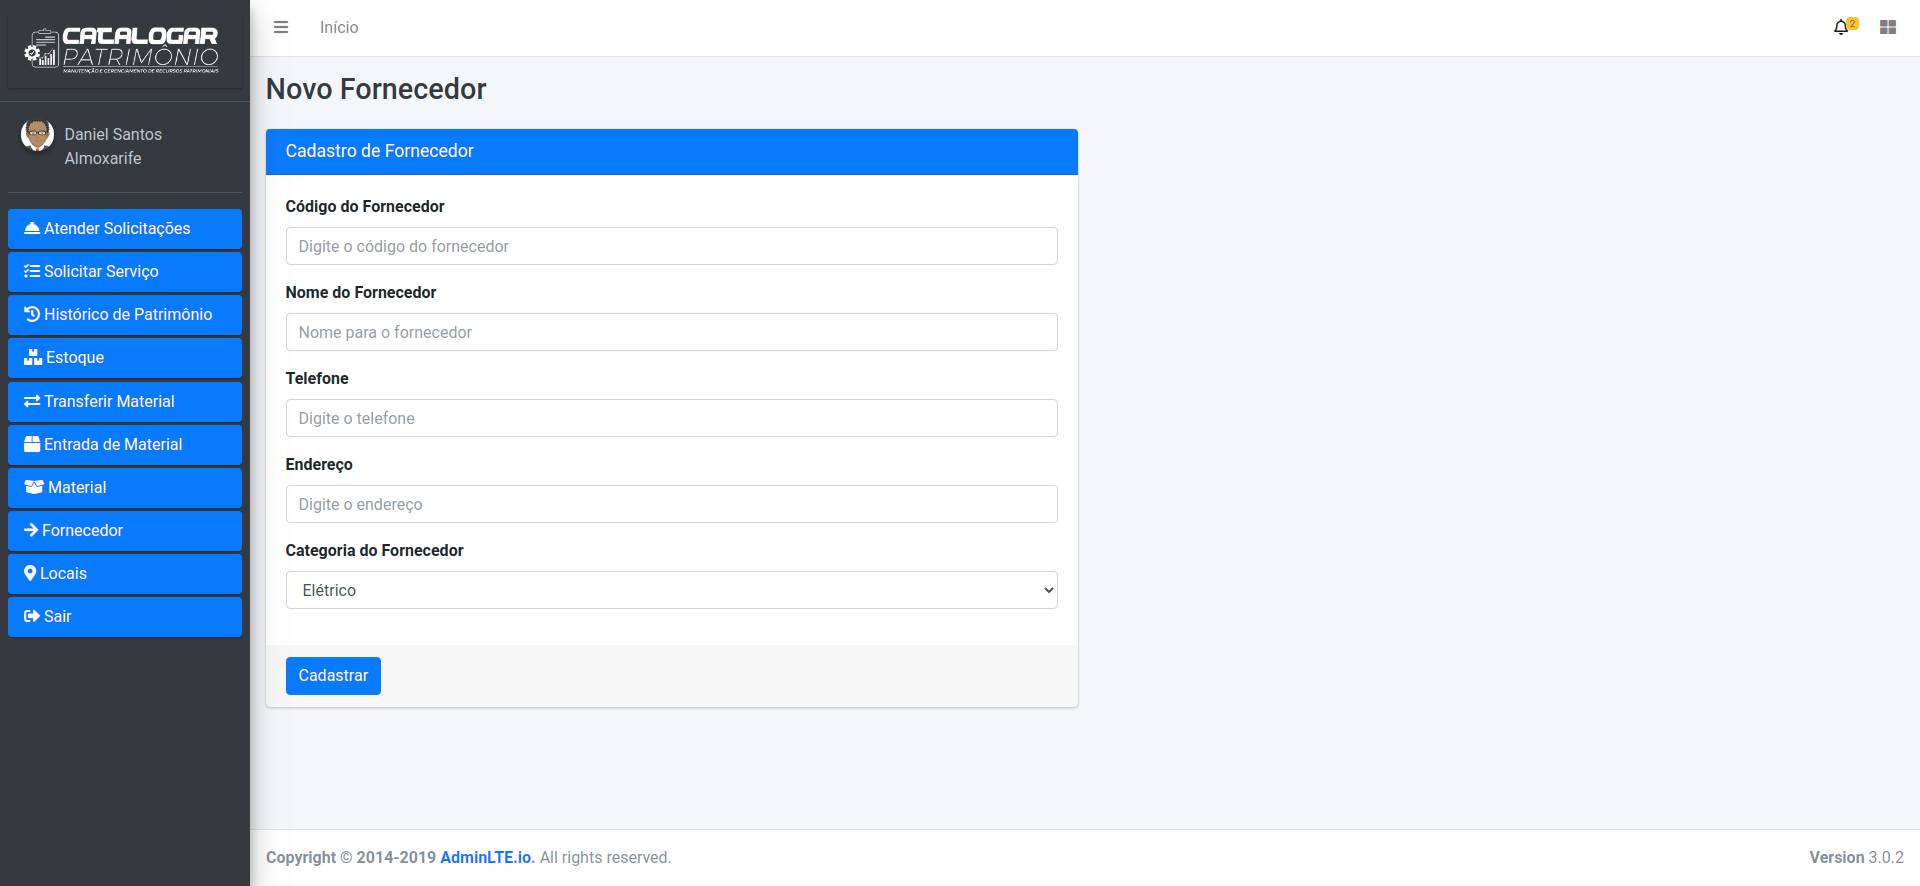 CATALOGAR
PATRIMÔNIO
MANUTENÇÃO E GERENCIAMENTO DE RECURSOS PATRIMONIAIS
Início
2
Daniel Santos
Almoxarife
Atender Solicitações
Solicitar Serviço
Histórico de Patrimônio
Estoque
Transferir Material
Entrada de Material
Material
Fornecedor
Locais
Sair
Novo Fornecedor
Cadastro de Fornecedor
Código do Fornecedor
Digite o código do fornecedor
Nome do Fornecedor
Nome para o fornecedor
Telefone
Digite o telefone
Endereço
Digite o endereço
Categoria do Fornecedor
Elétrico
Cadastrar
Copyright © 2014-2019 AdminLTE.io. All rights reserved.
Version 3.0.2